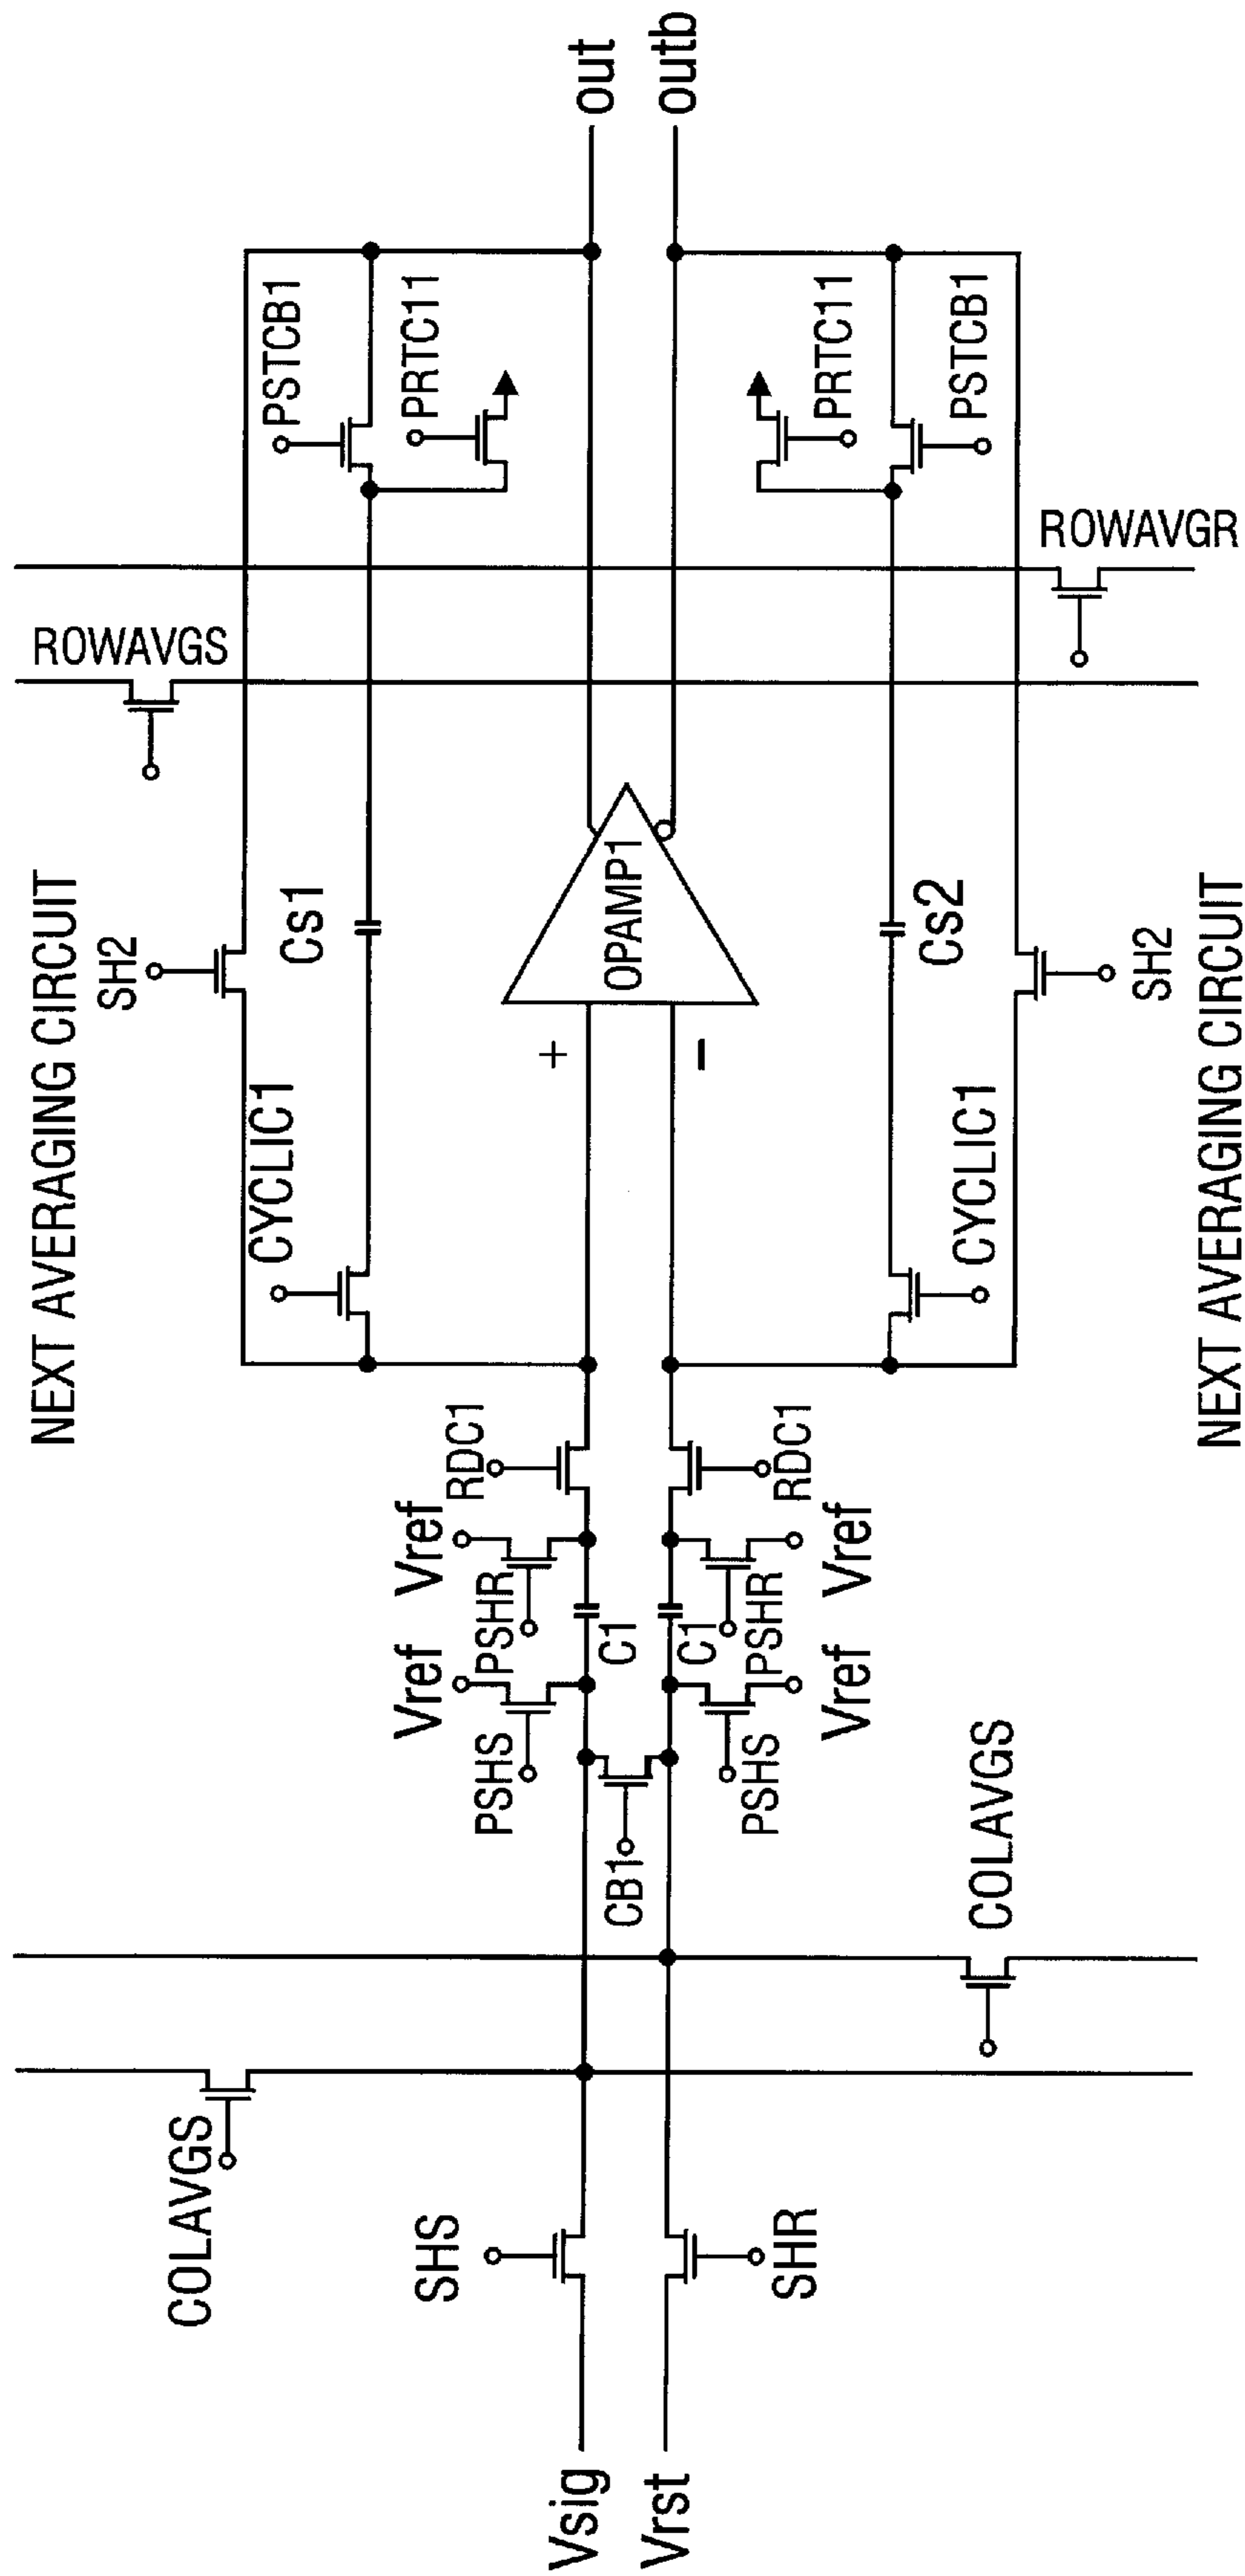 NEXT AVERAGING CIRCUIT
ROWAVGS
SH2
PSTCB1
CYCLIC1
Cs1
PRTC11
out
outb
COLAVGS
SHS
Vref
Vref
PSHS
PSHR
RDC1
+
OPAMP1
-
Vsig
Vrst
CB1
C1
C1
SHR
PSHS
PSHR
RDC1
Vref
Vref
PRTC11
Cs2
CYCLIC1
PSTCB1
COLAVGS
SH2
ROWAVGR
NEXT AVERAGING CIRCUIT